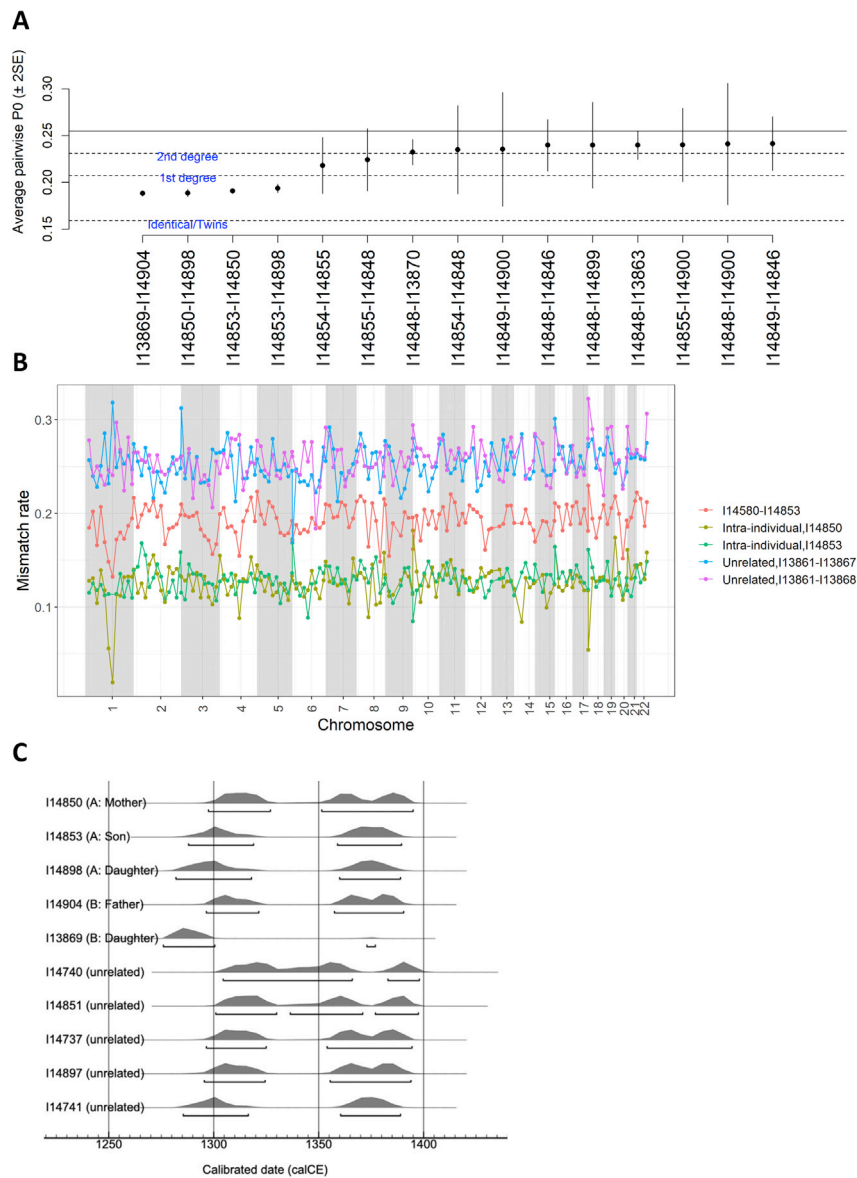 A
Average pairwise P0 (± 2SE)
0.30
0.25
0.20
0.15
2nd degree
1st degree
Identical/Twins
I13869-I14904
I14850-I14898
I14853-I14850
I14853-I14898
I14854-I14855
I14855-I14848
I14848-I13870
I14854-I14848
I14849-I14900
I14848-I14846
I14848-I14899
I14848-I13863
I14855-I14900
I14848-I14900
I14849-I14846
B
Mismatch rate
0.3
0.2
0.1
1 2 3 4 5 6 7 8 9 10 11 12 13 14 15 16 17 18 19 20 21 22
Chromosome
I14580-I14853
Intra-individual,I14850
Intra-individual,I14853
Unrelated,I13861-I13867
Unrelated,I13861-I13868
C
I14850 (A: Mother)
I14853 (A: Son)
I14898 (A: Daughter)
I14904 (B: Father)
I13869 (B: Daughter)
I14740 (unrelated)
I14851 (unrelated)
I14737 (unrelated)
I14897 (unrelated)
I14741 (unrelated)
1250 1300 1350 1400
Calibrated date (calCE)